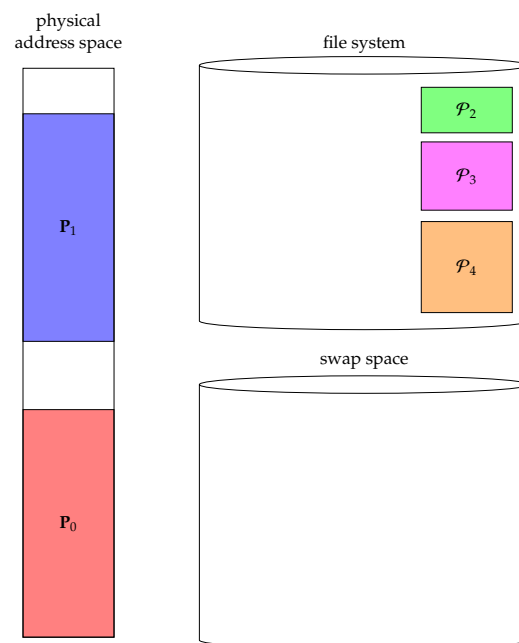 physical
address space
file system
𝒫₂
𝒫₃
𝒫₄
P₁
swap space
P₀